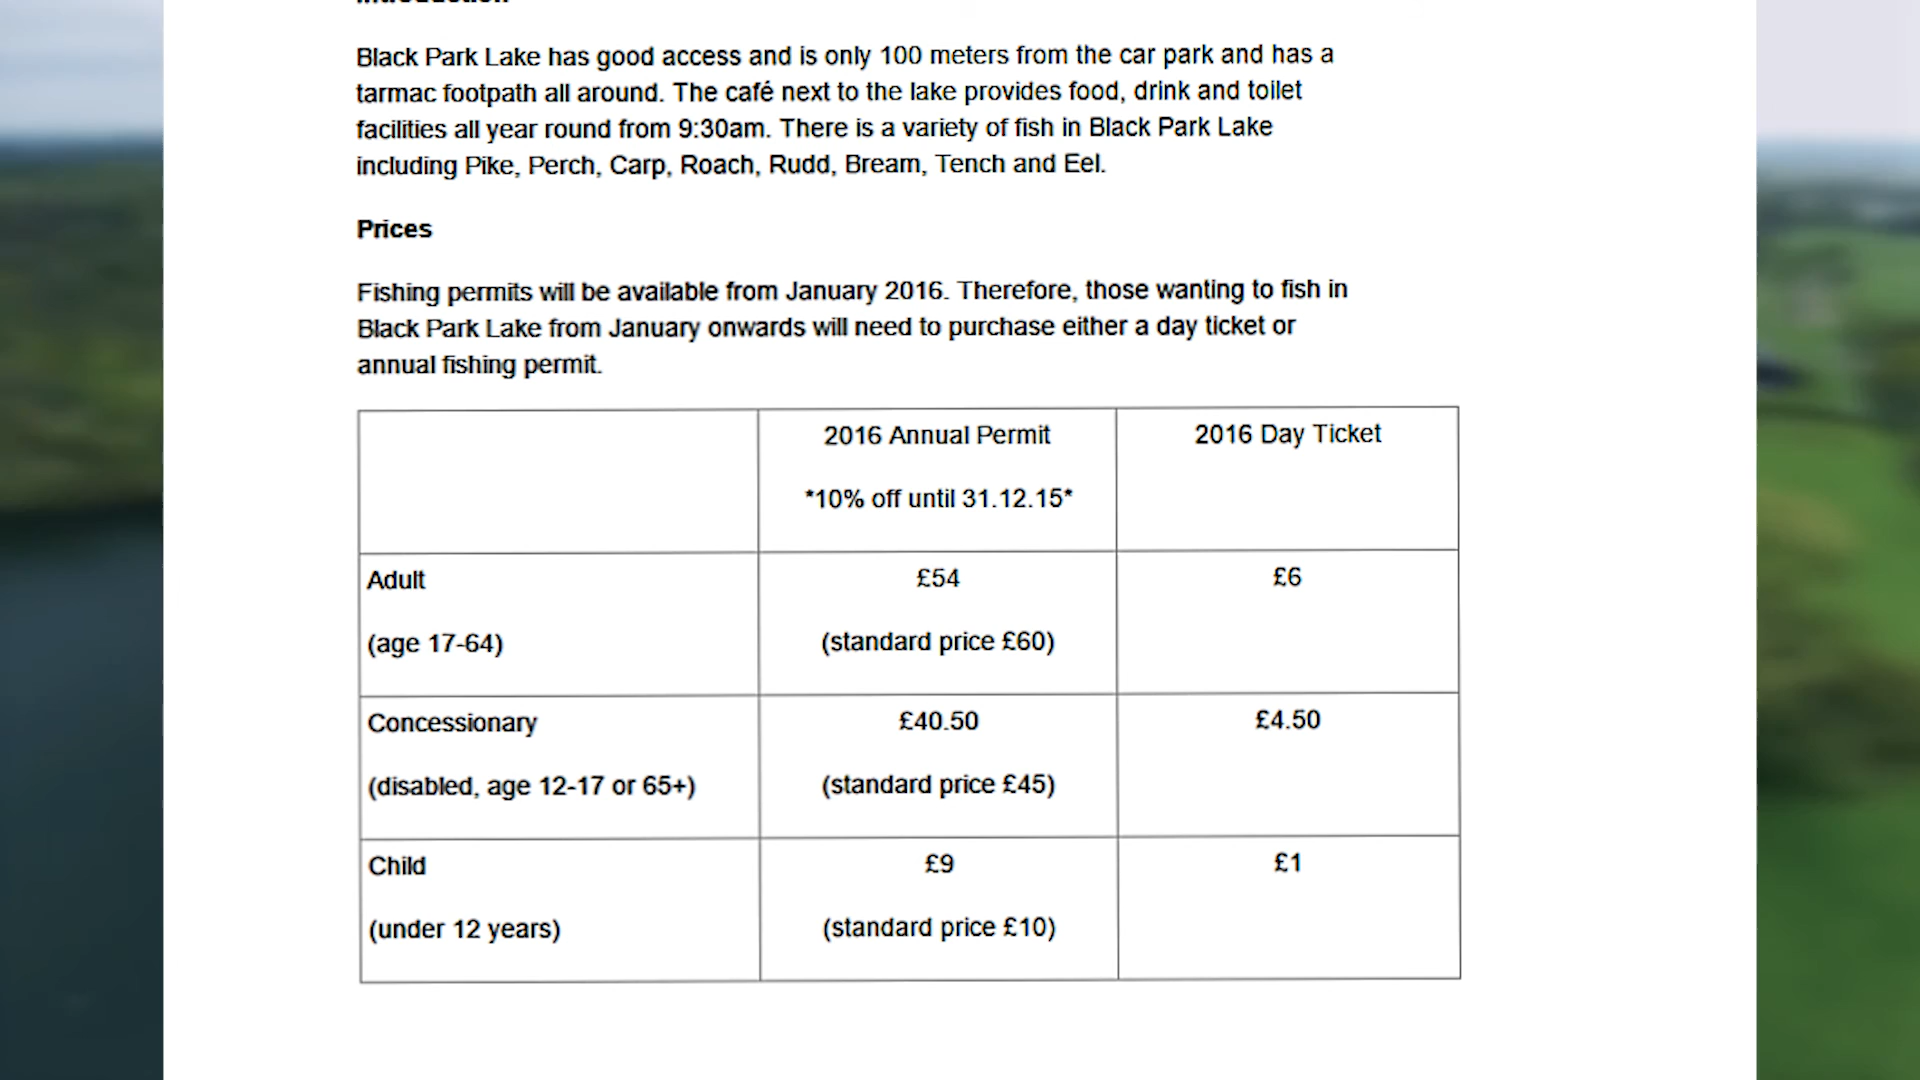 Introduction
Black Park Lake has good access and is only 100 meters from the car park and has a
tarmac footpath all around. The café next to the lake provides food, drink and toilet
facilities all year round from 9:30am. There is a variety of fish in Black Park Lake
including Pike, Perch, Carp, Roach, Rudd, Bream, Tench and Eel.
Prices
Fishing permits will be available from January 2016. Therefore, those wanting to fish in
Black Park Lake from January onwards will need to purchase either a day ticket or
annual fishing permit.
2016 Annual Permit
*10% off until 31.12.15*
2016 Day Ticket
Adult
(age 17-64)
£54
(standard price £60)
£6
Concessionary
(disabled, age 12-17 or 65+)
£40.50
(standard price £45)
£4.50
Child
(under 12 years)
£9
(standard price £10)
£1